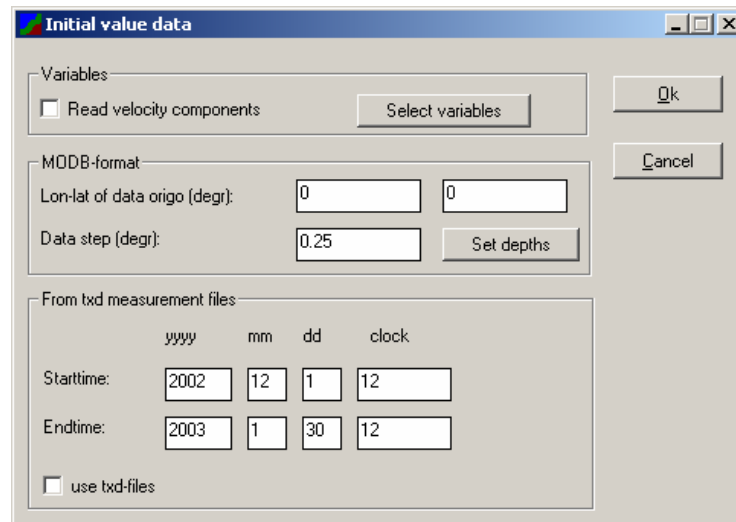 Initial value data
Variables
Read velocity components Select variables
Ok
MODB-format
Cancel
Lon-lat of data origo (degr): 0 0
Data step (degr): 0.25 Set depths
From txd measurement files
yyyy mm dd clock
Starttime: 2002 12 1 12
Endtime: 2003 1 30 12
use txd-files